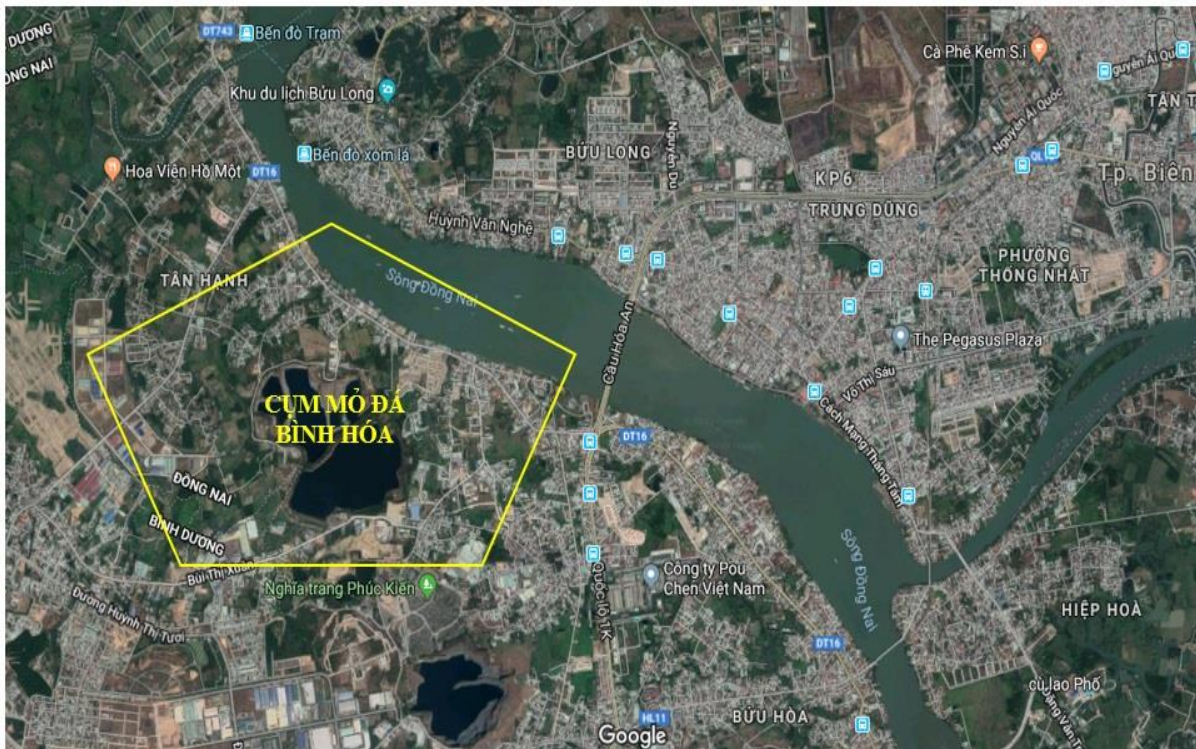 DƯƠNG
DT743
Bến đò Trạm
Cà Phê Kem S.i
Khu du lịch Bửu Long
Nguyễn Ái Quốc
BỬU LONG
Nguyễn Du
Bến đò xom lá
Hoa Viên Hồ Một
DT16
KP6
Tp. Biên
TRUNG DŨNG
Huỳnh Văn Nghệ
PHƯỜNG
THỐNG NHẤT
TÂN HẠNH
Sông Đồng Nai
Cầu Hóa An
The Pegasus Plaza
Võ Thị Sáu
Cách Mạng Tháng Tám
CỤM MỎ ĐÁ
BÌNH HÓA
DT16
ĐỒNG NAI
BÌNH DƯƠNG
Bùi Thị Xuân
Nghĩa trang Phúc Kiến
Công ty Pou
Chen Việt Nam
Quốc lộ 1K
Sông Đồng Nai
Đường Huỳnh Thị Tươi
HIỆP HOÀ
DT16
cù lao Phố
HL11
BỬU HÒA
Google